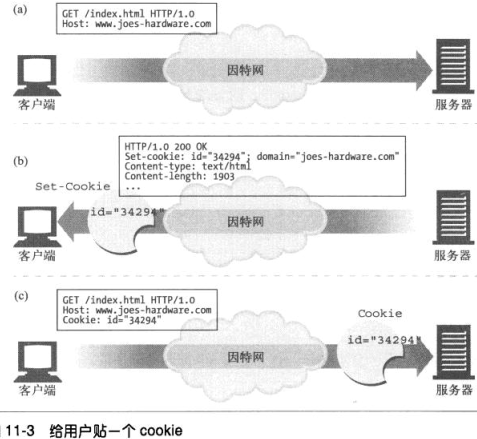 (a)
GET /index.html HTTP/1.0
Host: www.joes-hardware.com
因特网
客户端
服务器
(b)
HTTP/1.0 200 OK
Set-cookie: id="34294"; domain="joes-hardware.com"
Content-type: text/html
Content-length: 1903
...
Set-Cookie
id="34294"
因特网
客户端
服务器
(c)
GET /index.html HTTP/1.0
Host: www.joes-hardware.com
Cookie: id="34294"
Cookie
id="34294"
因特网
客户端
服务器
11-3 给用户贴一个 cookie